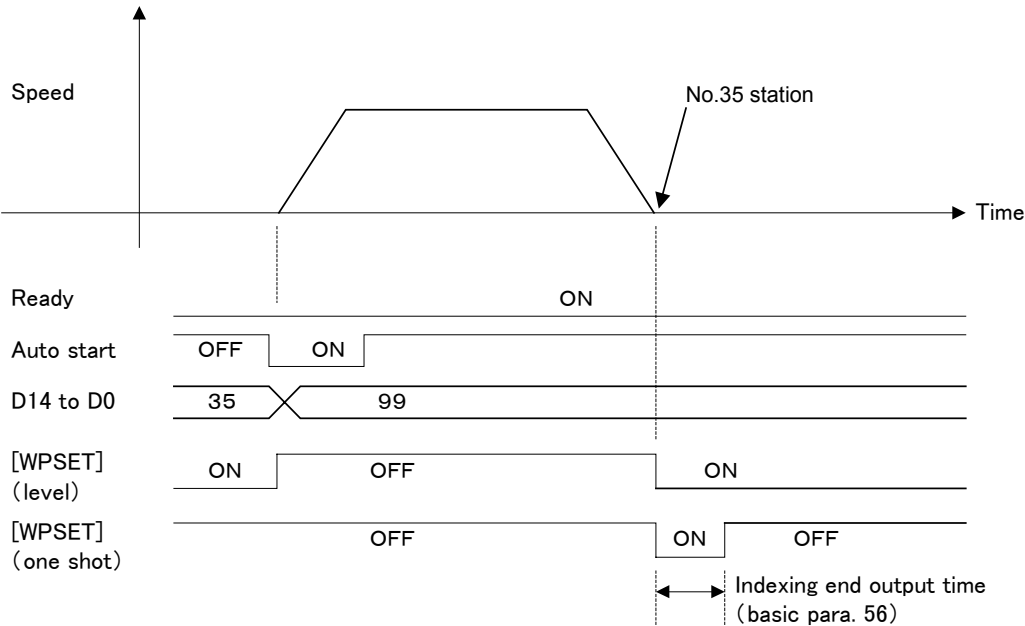 Speed
No.35 station
Time
Ready
ON
Auto start
OFF
ON
D14 to D0
35
99
[WPSET]
(level)
ON
OFF
ON
[WPSET]
(one shot)
OFF
ON
OFF
Indexing end output time
(basic para. 56)